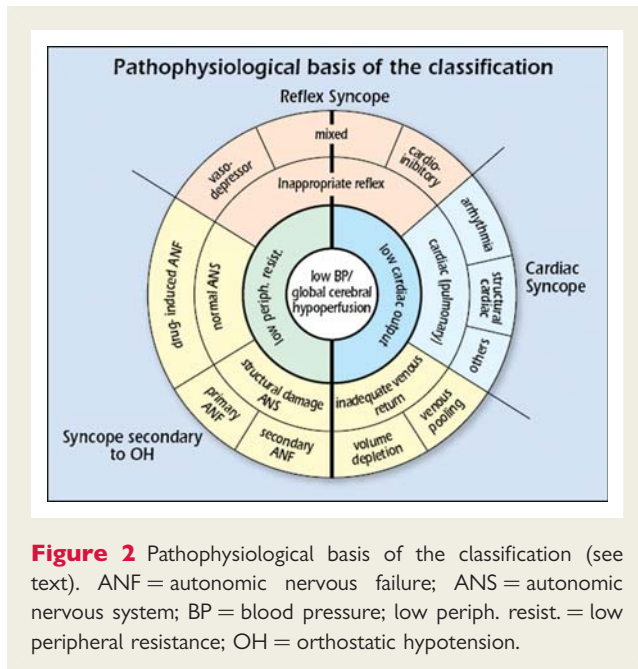 Pathophysiological basis of the classification
Reflex Syncope
mixed
vaso-
depressor
cardio-
inibitory
Inappropriate reflex
arrhythmia
structural
cardiac
others
cardiac (pulmonary)
Cardiac
Syncope
drug- induced ANF
normal ANS
low periph. resist.
low cardiac output
low BP/
global cerebral
hypoperfusion
structural damage
ANS
inadequate venous
return
primary
ANF
secondary
ANF
volume
depletion
venous
pooling
Syncope secondary
to OH
Figure 2 Pathophysiological basis of the classification (see
text). ANF = autonomic nervous failure; ANS = autonomic
nervous system; BP = blood pressure; low periph. resist. = low
peripheral resistance; OH = orthostatic hypotension.